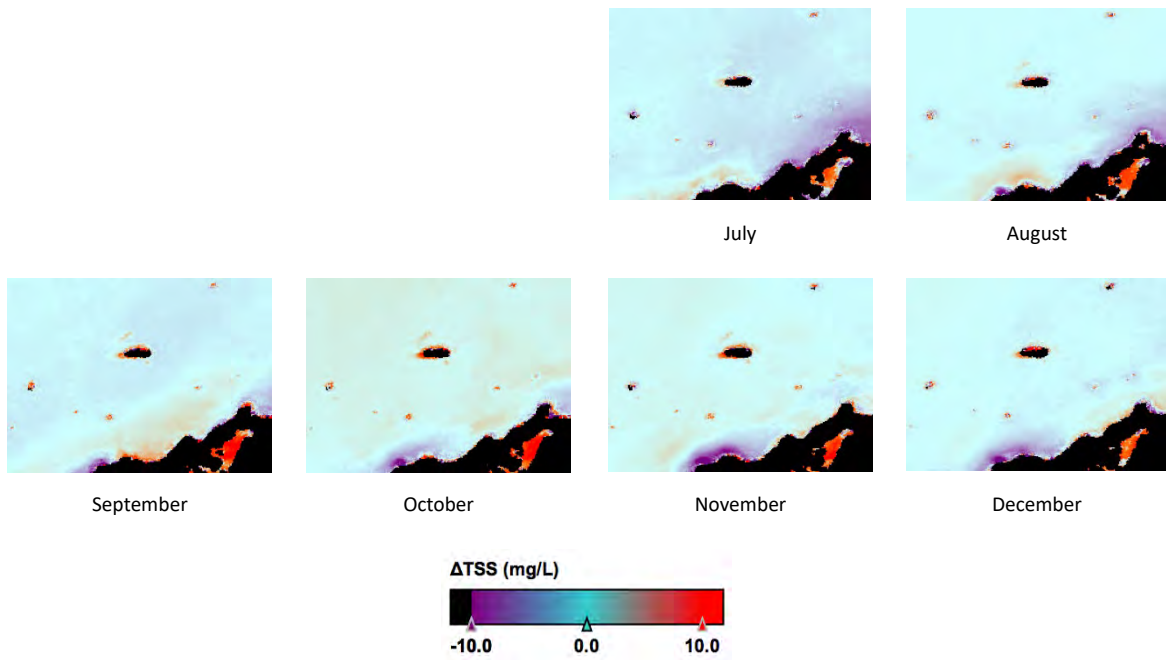 July
August
September
October
November
December
ΔTSS (mg/L)
-10.0
0.0
10.0